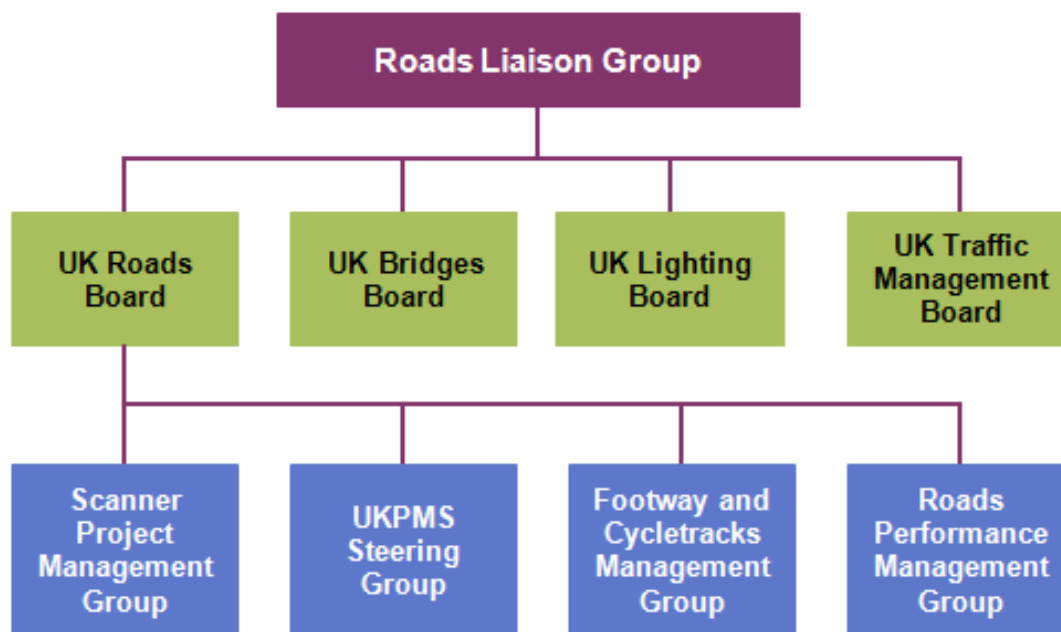 Roads Liaison Group
UK Roads
Board
UK Bridges
Board
UK Lighting
Board
UK Traffic
Management
Board
Scanner
Project
Management
Group
UKPMS
Steering
Group
Footway and
Cycletracks
Management
Group
Roads
Performance
Management
Group